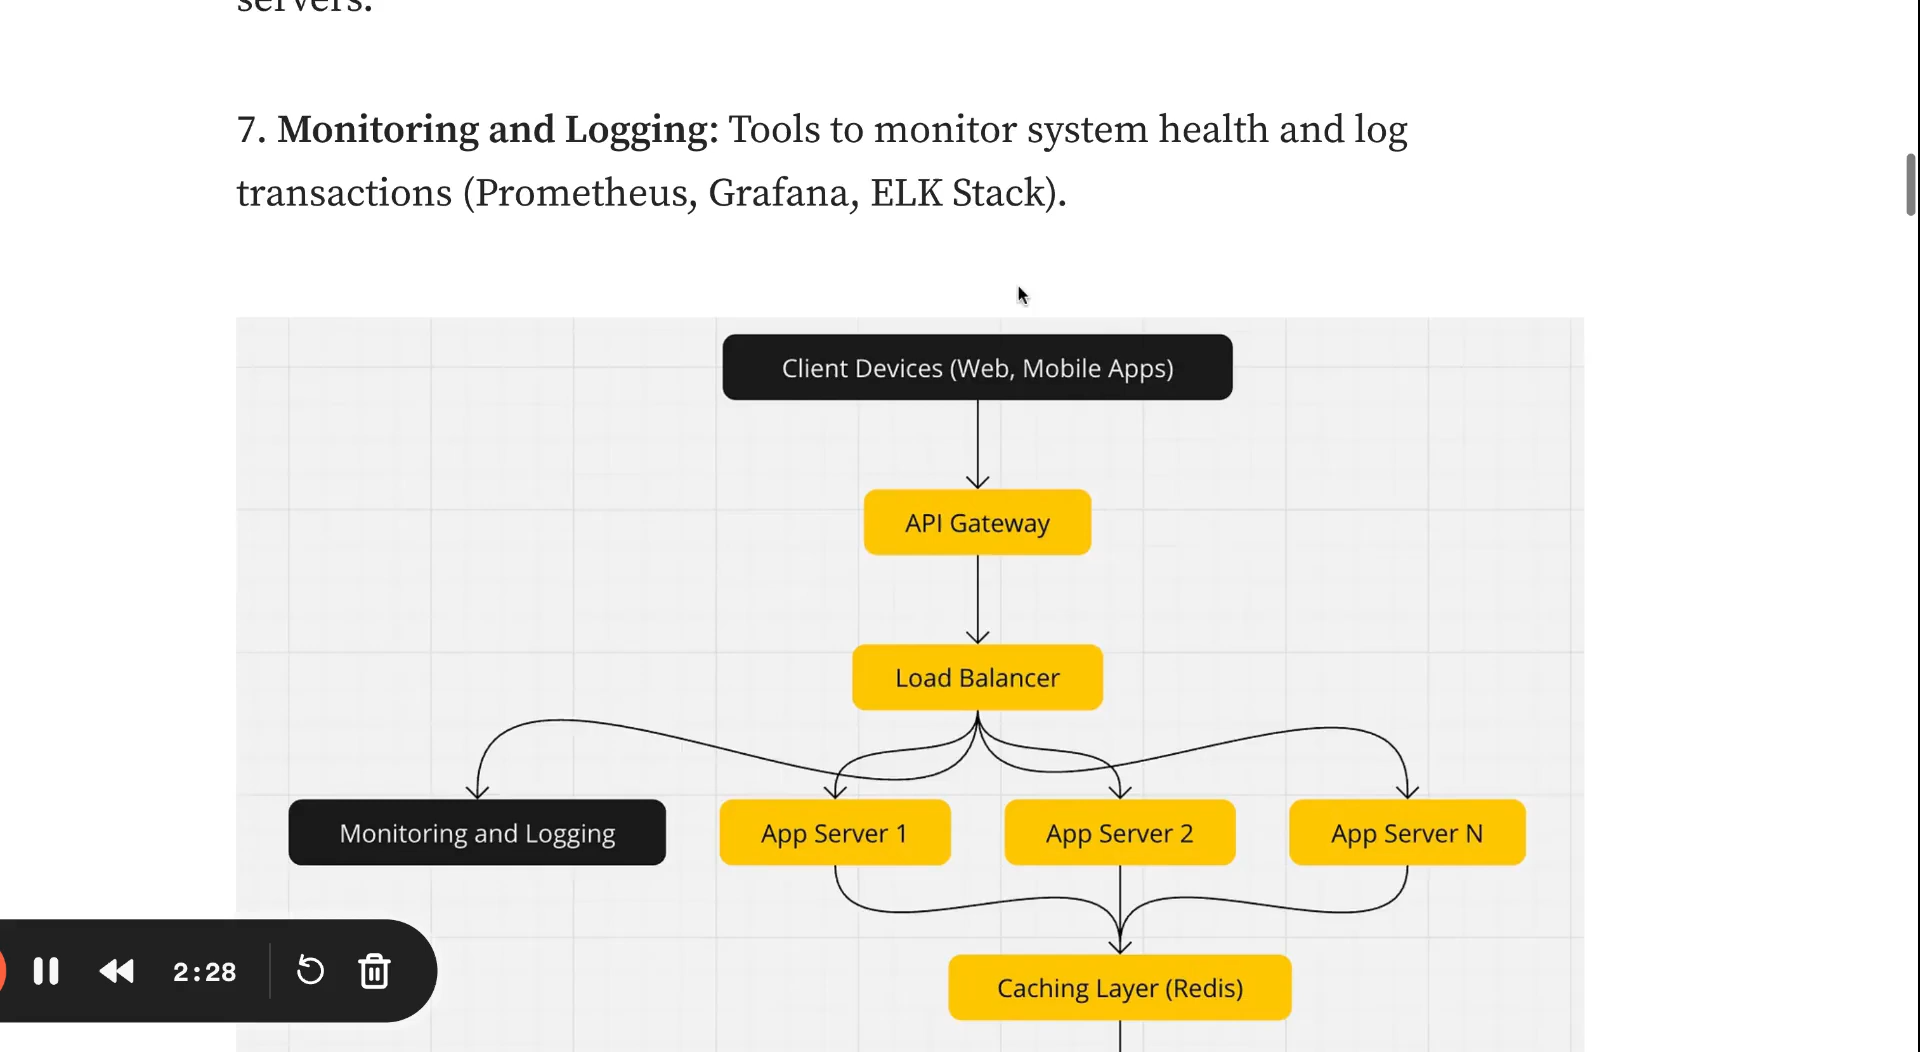 servers.
7. Monitoring and Logging: Tools to monitor system health and log
transactions (Prometheus, Grafana, ELK Stack).
Client Devices (Web, Mobile Apps)
API Gateway
Load Balancer
Monitoring and Logging
App Server 1
App Server 2
App Server N
Caching Layer (Redis)
2:28